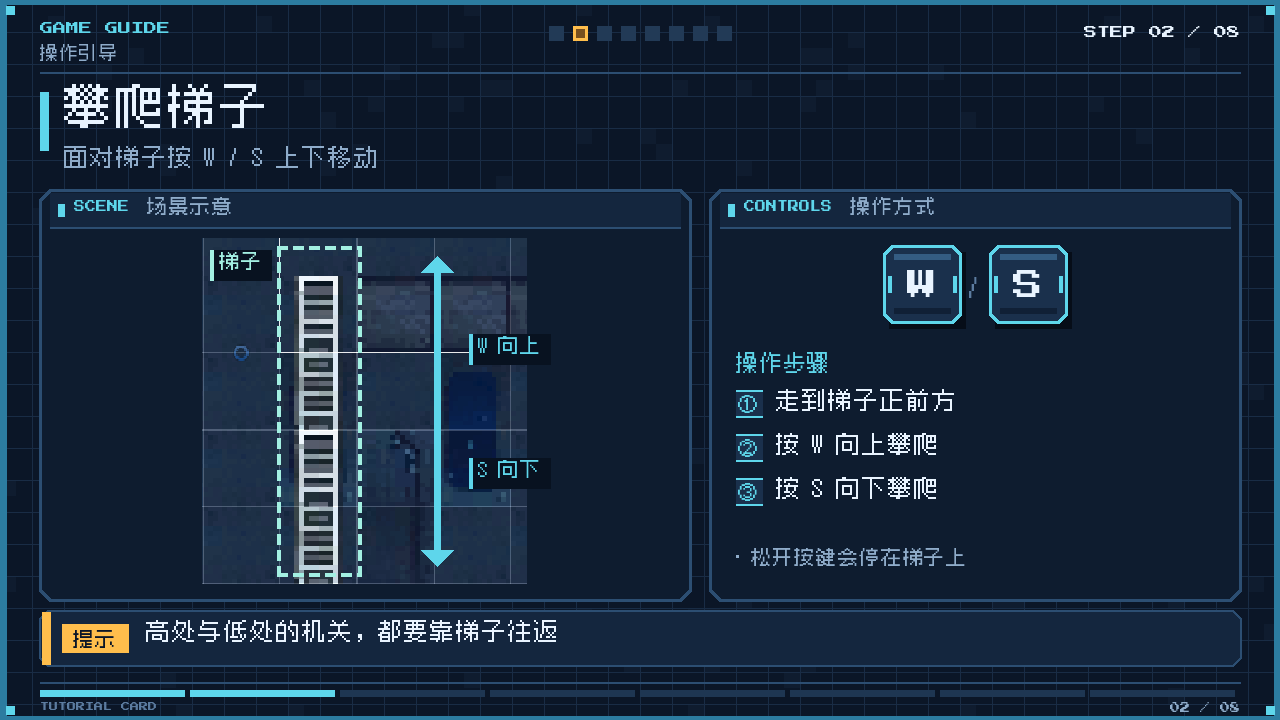 GAME GUIDE
操作引导
STEP 02 / 08
攀爬梯子
面对梯子按 W / S 上下移动
SCENE 场景示意
梯子
W 向上
S 向下
CONTROLS 操作方式
W / S
操作步骤
① 走到梯子正前方
② 按 W 向上攀爬
③ 按 S 向下攀爬
· 松开按键会停在梯子上
提示 高处与低处的机关，都要靠梯子往返
TUTORIAL CARD
02 / 08